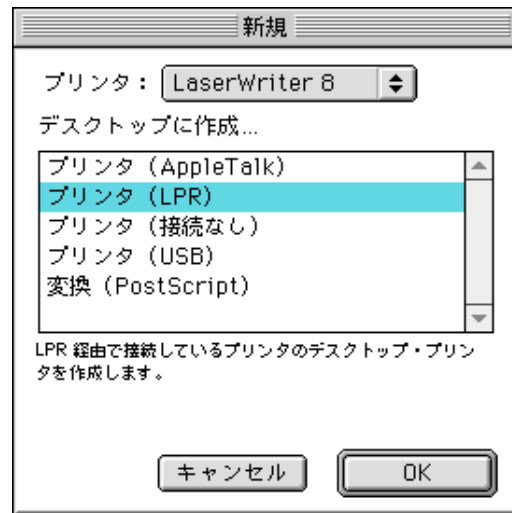 新規
プリンタ： LaserWriter 8
デスクトップに作成...
プリンタ（AppleTalk）
プリンタ（LPR）
プリンタ（接続なし）
プリンタ（USB）
変換（PostScript）
LPR 経由で接続しているプリンタのデスクトップ・プリン
タを作成します。
キャンセル OK